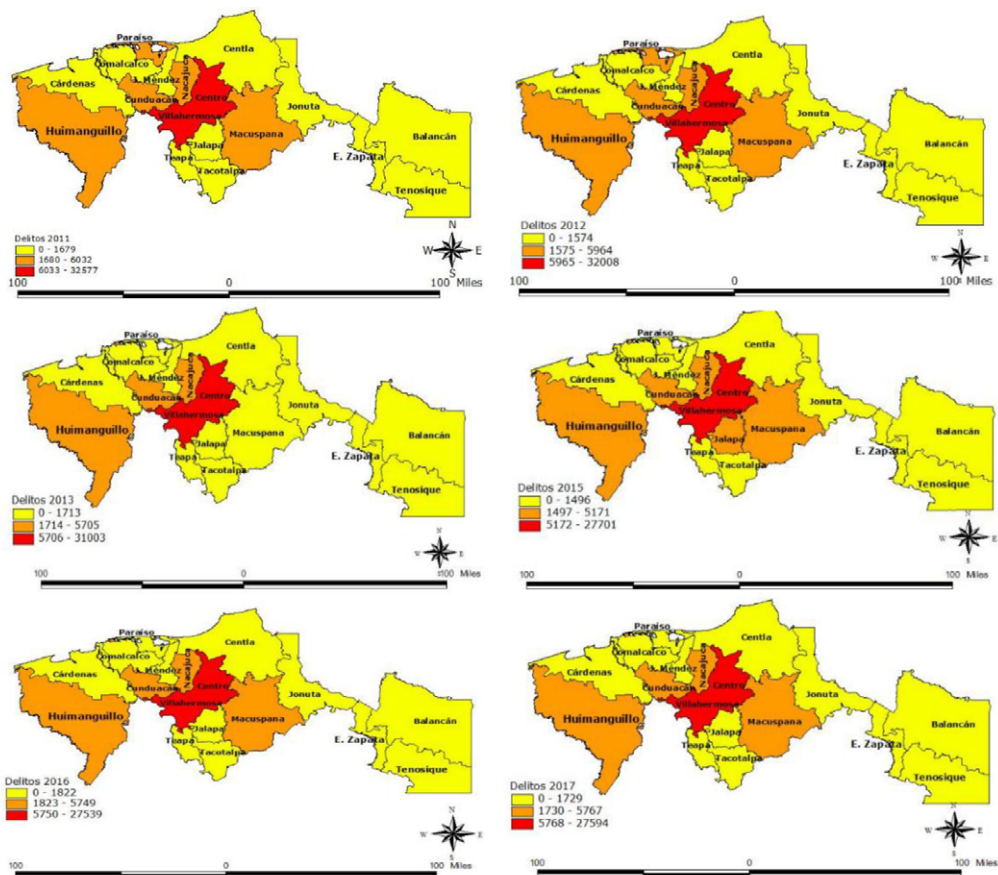 Paraíso
Centla
Comalcalco
J. Méndez
Nacajuca
Cárdenas
Cunduacán
Centro
Jonuta
Huimanguillo
Villahermosa
Macuspana
Balancán
Jalapa
Teapa
E. Zapata
Tacotalpa
Tenosique
N
W E
S
Delitos 2011
0 - 1679
1680 - 6032
6033 - 32577
100 0 100 Miles
Paraíso
Centla
Comalcalco
J. Méndez
Nacajuca
Cárdenas
Cunduacán
Centro
Jonuta
Huimanguillo
Villahermosa
Macuspana
Balancán
Jalapa
Teapa
E. Zapata
Tacotalpa
Tenosique
N
W E
S
Delitos 2012
0 - 1574
1575 - 5964
5965 - 32008
100 0 100 Miles
Paraíso
Centla
Comalcalco
J. Méndez
Nacajuca
Cárdenas
Cunduacán
Centro
Jonuta
Huimanguillo
Villahermosa
Macuspana
Balancán
Jalapa
Teapa
E. Zapata
Tacotalpa
Tenosique
N
W E
S
Delitos 2013
0 - 1713
1714 - 5705
5706 - 31003
100 0 100 Miles
Paraíso
Centla
Comalcalco
J. Méndez
Nacajuca
Cárdenas
Cunduacán
Centro
Jonuta
Huimanguillo
Villahermosa
Macuspana
Balancán
Jalapa
Teapa
E. Zapata
Tacotalpa
Tenosique
N
W E
S
Delitos 2015
0 - 1496
1497 - 5171
5172 - 27701
100 0 100 Miles
Paraíso
Centla
Comalcalco
J. Méndez
Nacajuca
Cárdenas
Cunduacán
Centro
Jonuta
Huimanguillo
Villahermosa
Macuspana
Balancán
Jalapa
Teapa
E. Zapata
Tacotalpa
Tenosique
N
W E
S
Delitos 2016
0 - 1822
1823 - 5749
5750 - 27539
100 0 100 Miles
Paraíso
Centla
Comalcalco
J. Méndez
Nacajuca
Cárdenas
Cunduacán
Centro
Jonuta
Huimanguillo
Villahermosa
Macuspana
Balancán
Jalapa
Teapa
E. Zapata
Tacotalpa
Tenosique
N
W E
S
Delitos 2017
0 - 1729
1730 - 5767
5768 - 27594
100 0 100 Miles